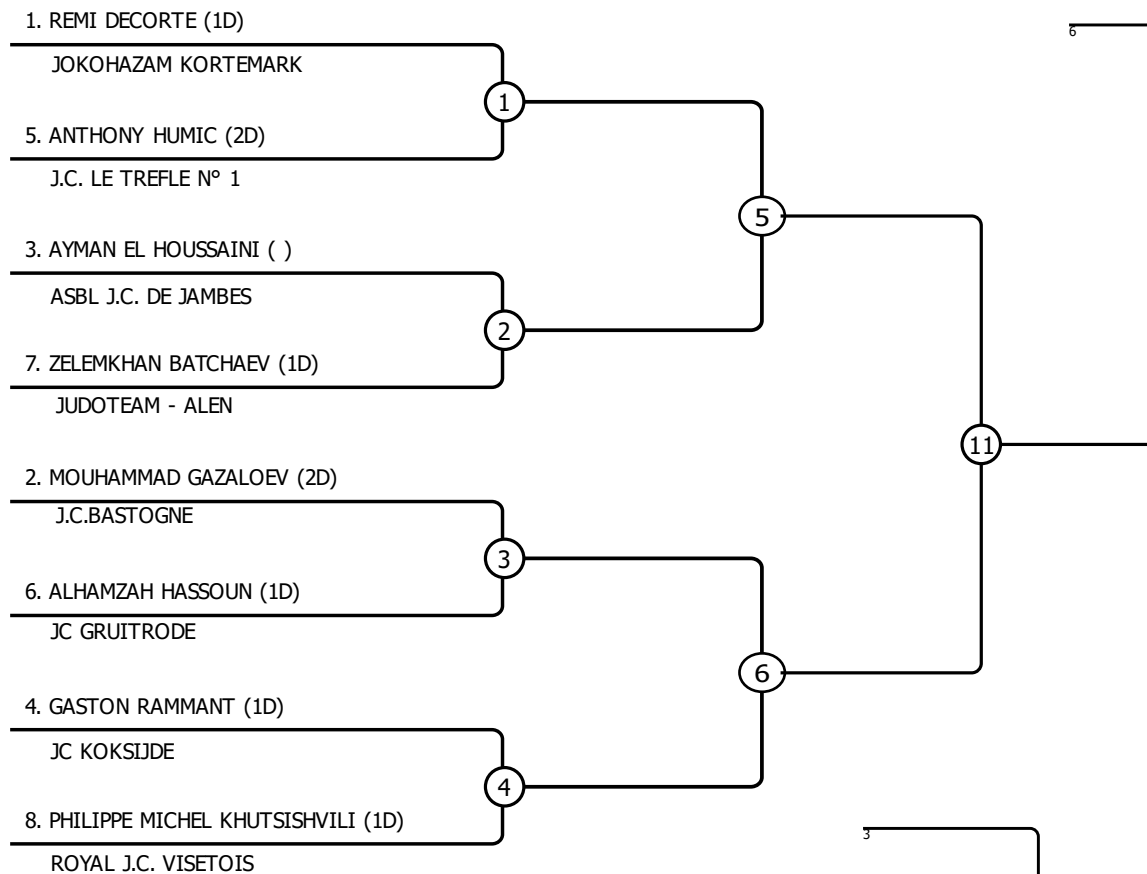 1. REMI DECORTE (1D)
6
JOKOHAZAM KORTEMARK
1
5. ANTHONY HUMIC (2D)
J.C. LE TREFLE N° 1
5
3. AYMAN EL HOUSSAINI ( )
ASBL J.C. DE JAMBES
2
7. ZELEMKHAN BATCHAEV (1D)
JUDOTEAM - ALEN
11
2. MOUHAMMAD GAZALOEV (2D)
J.C.BASTOGNE
3
6. ALHAMZAH HASSOUN (1D)
JC GRUITRODE
6
4. GASTON RAMMANT (1D)
JC KOKSIJDE
4
8. PHILIPPE MICHEL KHUTSISHVILI (1D)
3
ROYAL J.C. VISETOIS